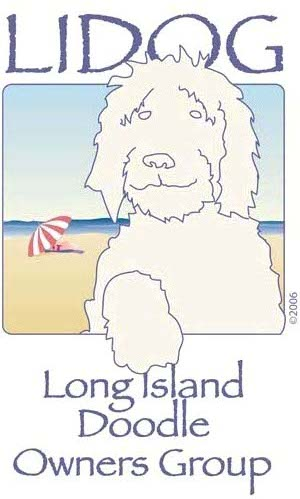 LIDOG
©2006
Long Island
Doodle
Owners Group